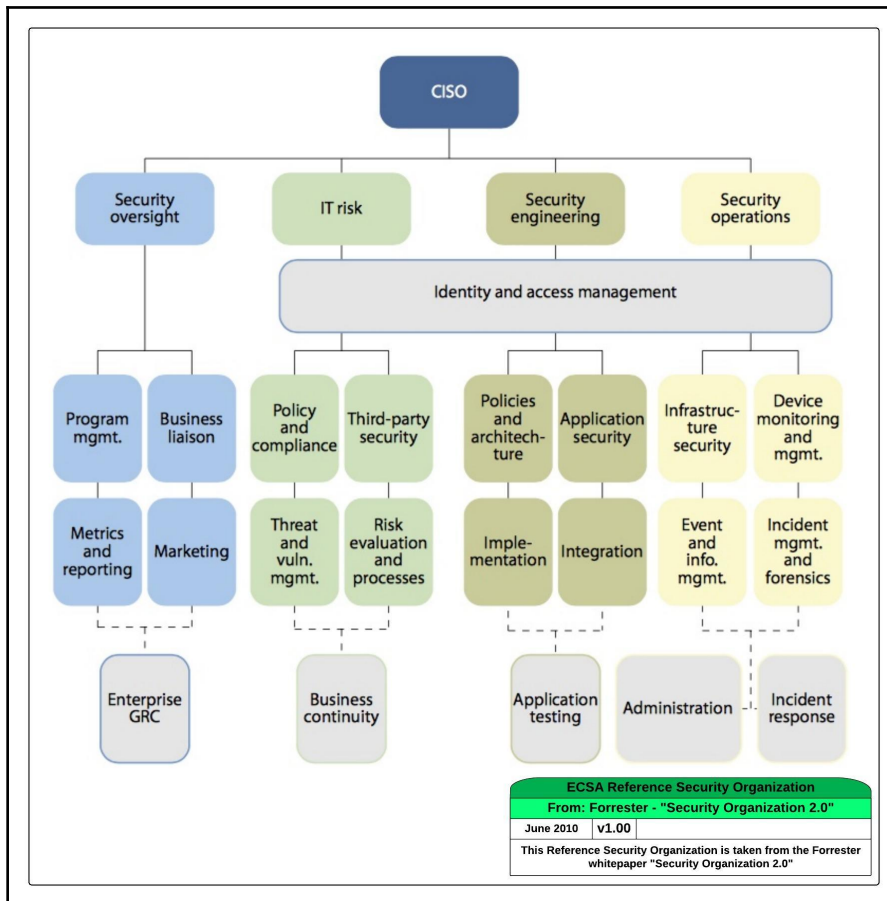 CISO
Security
oversight
IT risk
Security
engineering
Security
operations
Identity and access management
Program
mgmt.
Business
liaison
Policy
and
compliance
Third-party
security
Policies
and
architech-
ture
Application
security
Infrastruc-
ture
security
Device
monitoring
and
mgmt.
Metrics
and
reporting
Marketing
Threat
and
vuln.
mgmt.
Risk
evaluation
and
processes
Imple-
mentation
Integration
Event
and
info.
mgmt.
Incident
mgmt.
and
forensics
Enterprise
GRC
Business
continuity
Application
testing
Administration
Incident
response
ECSA Reference Security Organization
From: Forrester - "Security Organization 2.0"
June 2010 v1.00
This Reference Security Organization is taken from the Forrester
whitepaper "Security Organization 2.0"